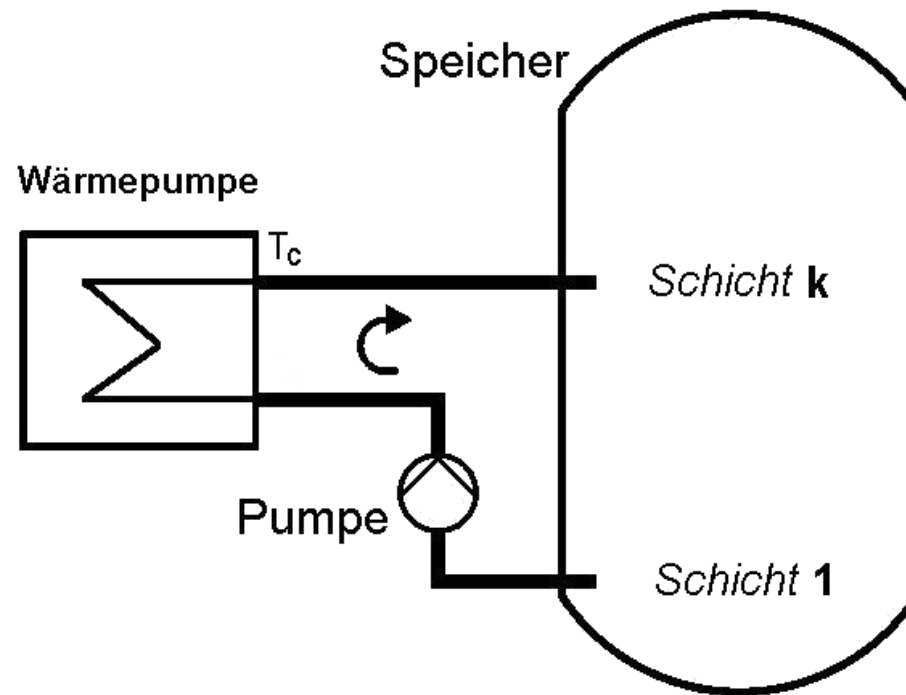 Speicher
Wärmepumpe
Tc
Schicht k
Pumpe
Schicht 1